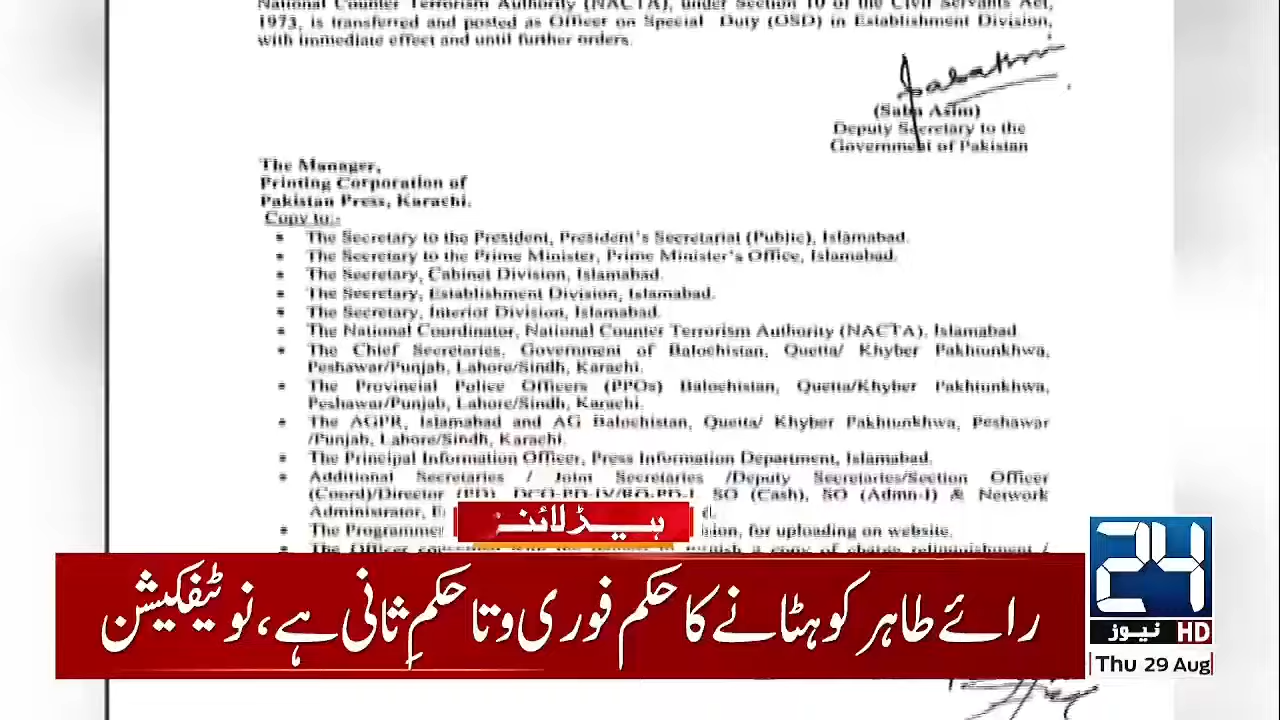 National Counter Terrorism Authority (NACTA), under Section 10 of the Civil Servants Act,
1973, is transferred and posted as Officer on Special Duty (OSD) in Establishment Division,
with immediate effect and until further orders.
(Saba Asim)
Deputy Secretary to the
Government of Pakistan
The Manager,
Printing Corporation of
Pakistan Press, Karachi.
Copy to:-
▪ The Secretary to the President, President's Secretariat (Public), Islamabad.
▪ The Secretary to the Prime Minister, Prime Minister's Office, Islamabad.
▪ The Secretary, Cabinet Division, Islamabad.
▪ The Secretary, Establishment Division, Islamabad.
▪ The Secretary, Interior Division, Islamabad.
▪ The National Coordinator, National Counter Terrorism Authority (NACTA), Islamabad.
▪ The Chief Secretaries, Government of Balochistan, Quetta/ Khyber Pakhtunkhwa,
Peshawar/Punjab, Lahore/Sindh, Karachi.
▪ The Provincial Police Officers (PPOs) Balochistan, Quetta/Khyber Pakhtunkhwa,
Peshawar/Punjab, Lahore/Sindh, Karachi.
▪ The AGPR, Islamabad and AG Balochistan, Quetta/ Khyber Pakhtunkhwa, Peshawar
/Punjab, Lahore/Sindh, Karachi.
▪ The Principal Information Officer, Press Information Department, Islamabad.
▪ Additional Secretaries / Joint Secretaries /Deputy Secretaries/Section Officer
(Coord)/Director SO (Cash), SO (Admn-I) & Network
Administrator,
▪ The Programmer for uploading on website.
▪ The Officer a copy of charge relinquishment /
ہیڈلائنز
رائے طاہر کو ہٹانے کا حکم فوری و تا حکمِ ثانی ہے، نوٹیفکیشن
24
نیوز HD
Thu 29 Aug